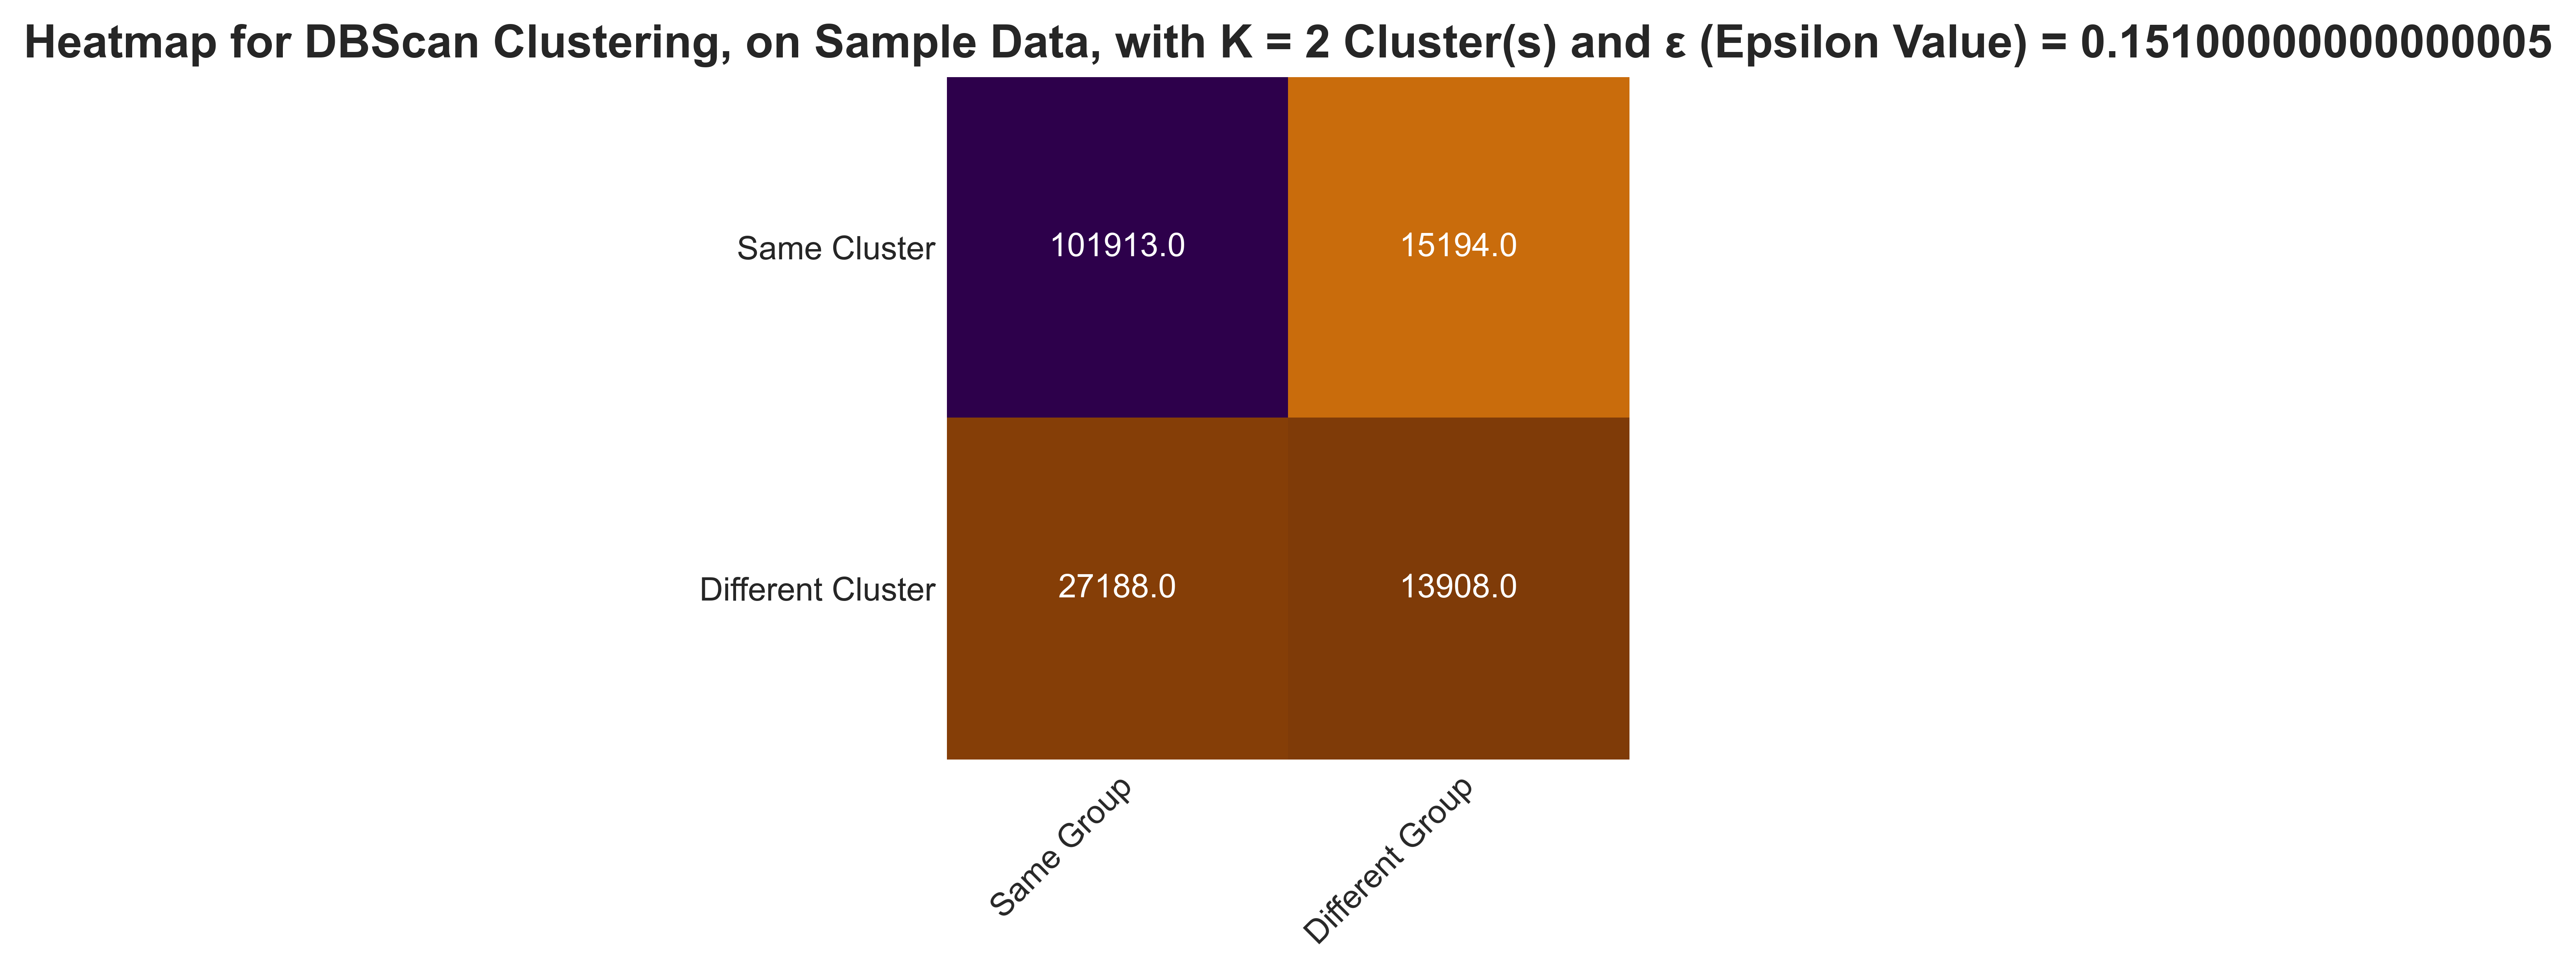 Heatmap for DBScan Clustering, on Sample Data, with K = 2 Cluster(s) and ε (Epsilon Value) = 0.15100000000000005
Same Cluster
101913.0
15194.0
Different Cluster
27188.0
13908.0
Same Group
Different Group